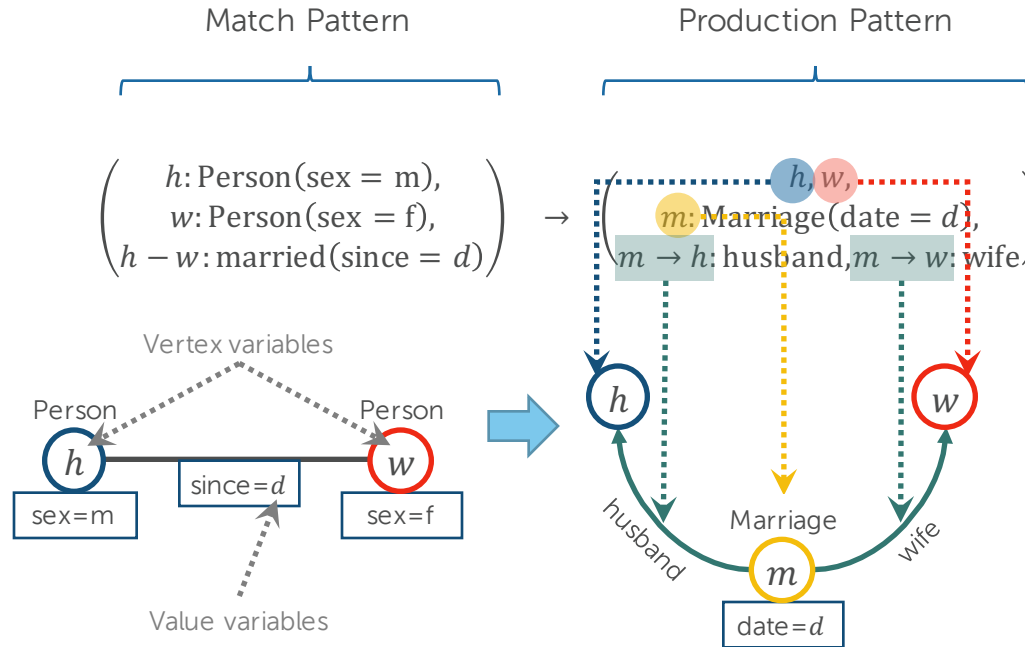 Match Pattern
Production Pattern
h: Person(sex = m),
w: Person(sex = f),
h − w: married(since = d)
→
h, w,
m: Marriage(date = d),
m → h: husband, m → w: wife
Vertex variables
Person
Person
h
w
since=d
sex=m
sex=f
Value variables
h
w
husband
wife
Marriage
m
date=d